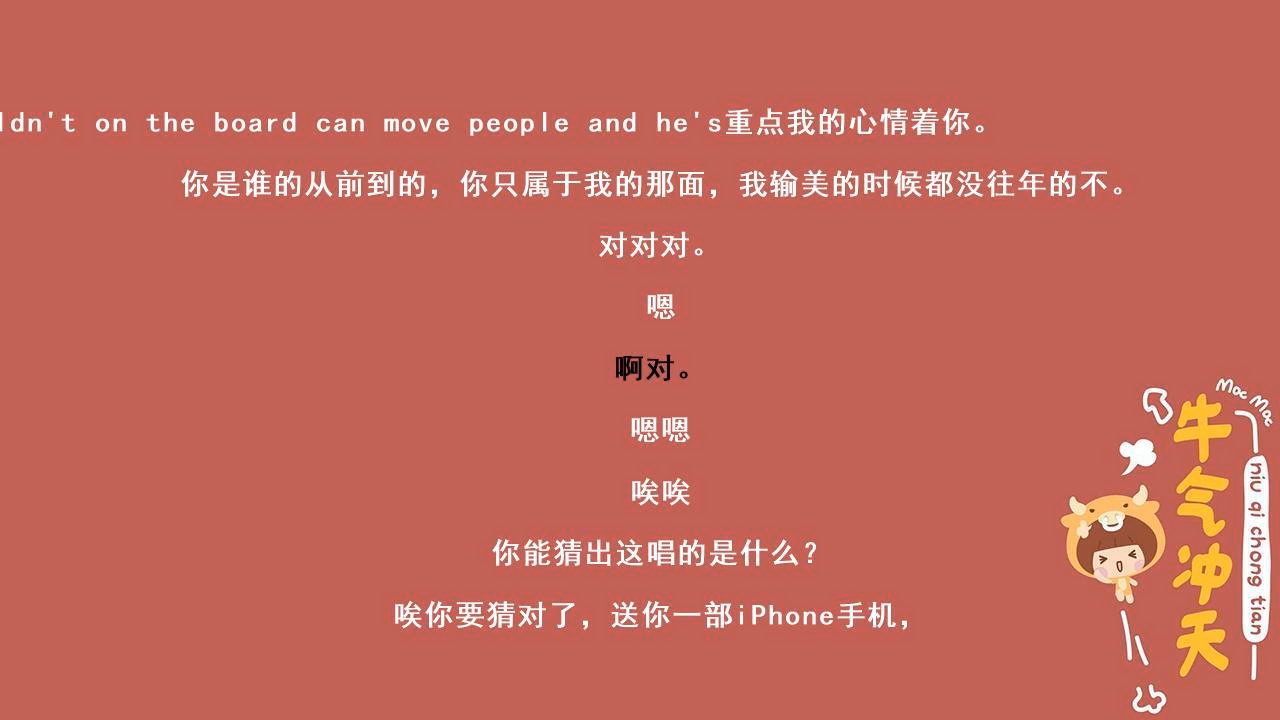 ldn't on the board can move people and he's重点我的心情着你。
你是谁的从前到的，你只属于我的那面，我输美的时候都没往年的不。
对对对。
嗯
啊对。
嗯嗯
唉唉
你能猜出这唱的是什么？
唉你要猜对了，送你一部iPhone手机，
Moc Moc
牛气冲天
niu qi chong tian